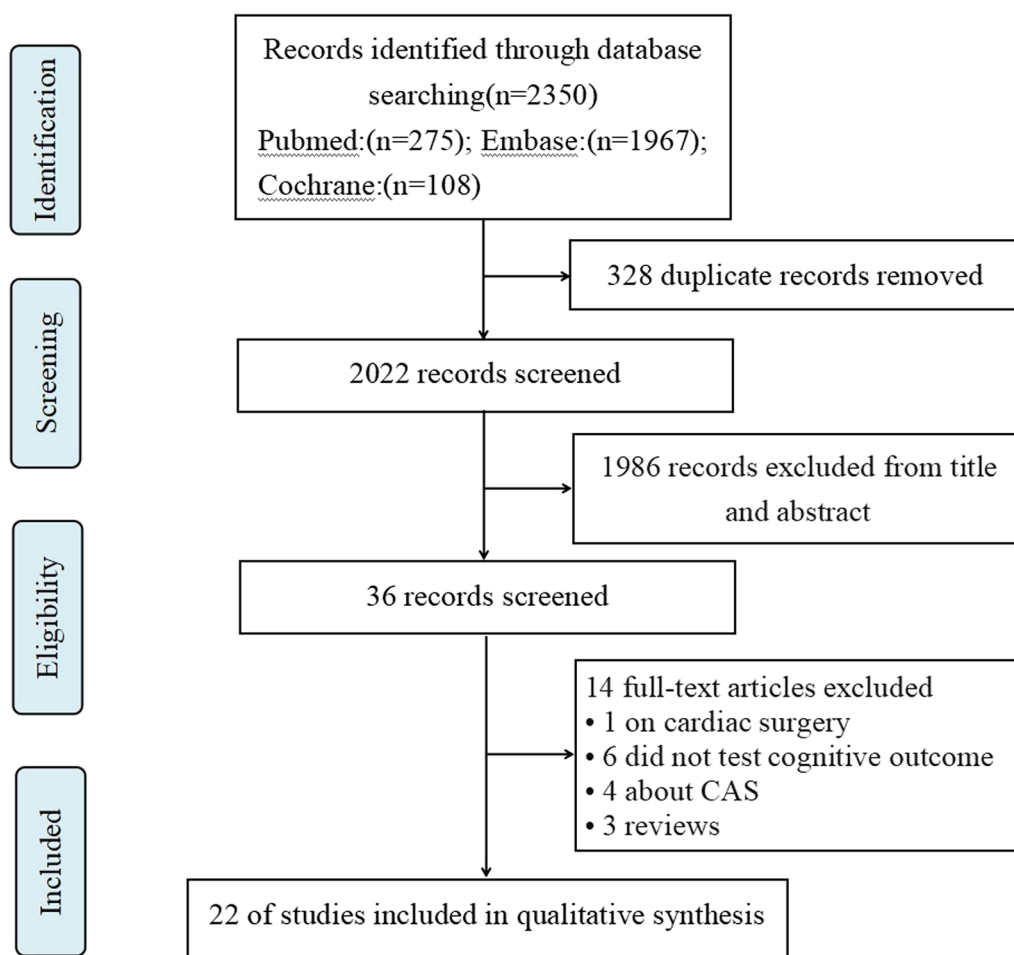 Identification
Records identified through database
searching(n=2350)
Pubmed:(n=275); Embase:(n=1967);
Cochrane:(n=108)
328 duplicate records removed
Screening
2022 records screened
1986 records excluded from title
and abstract
Eligibility
36 records screened
14 full-text articles excluded
• 1 on cardiac surgery
• 6 did not test cognitive outcome
• 4 about CAS
• 3 reviews
Included
22 of studies included in qualitative synthesis